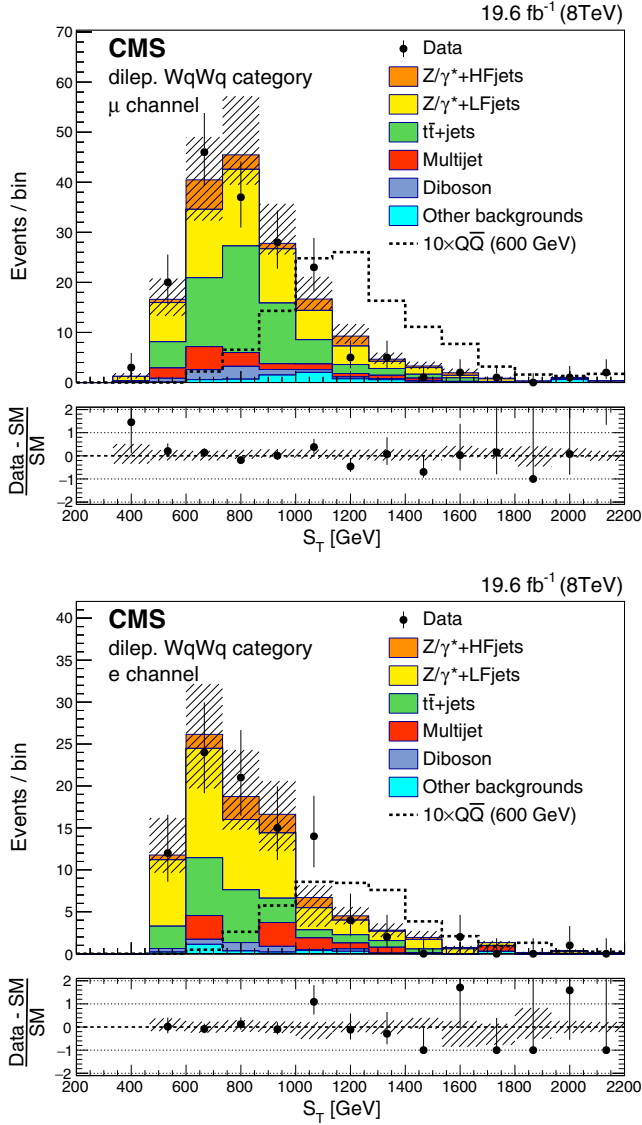 19.6 fb⁻¹ (8TeV)
CMS
dilep. WqWq category
μ channel
Data
Z/γ*+HFjets
Z/γ*+LFjets
tt̅+jets
Multijet
Diboson
Other backgrounds
10×QQ̅ (600 GeV)
Events / bin
70
60
50
40
30
20
10
0
Data - SM
SM
2
1
0
−1
−2
200 400 600 800 1000 1200 1400 1600 1800 2000 2200
S_T [GeV]
19.6 fb⁻¹ (8TeV)
CMS
dilep. WqWq category
e channel
Data
Z/γ*+HFjets
Z/γ*+LFjets
tt̅+jets
Multijet
Diboson
Other backgrounds
10×QQ̅ (600 GeV)
Events / bin
40
35
30
25
20
15
10
5
0
Data - SM
SM
2
1
0
−1
−2
200 400 600 800 1000 1200 1400 1600 1800 2000 2200
S_T [GeV]